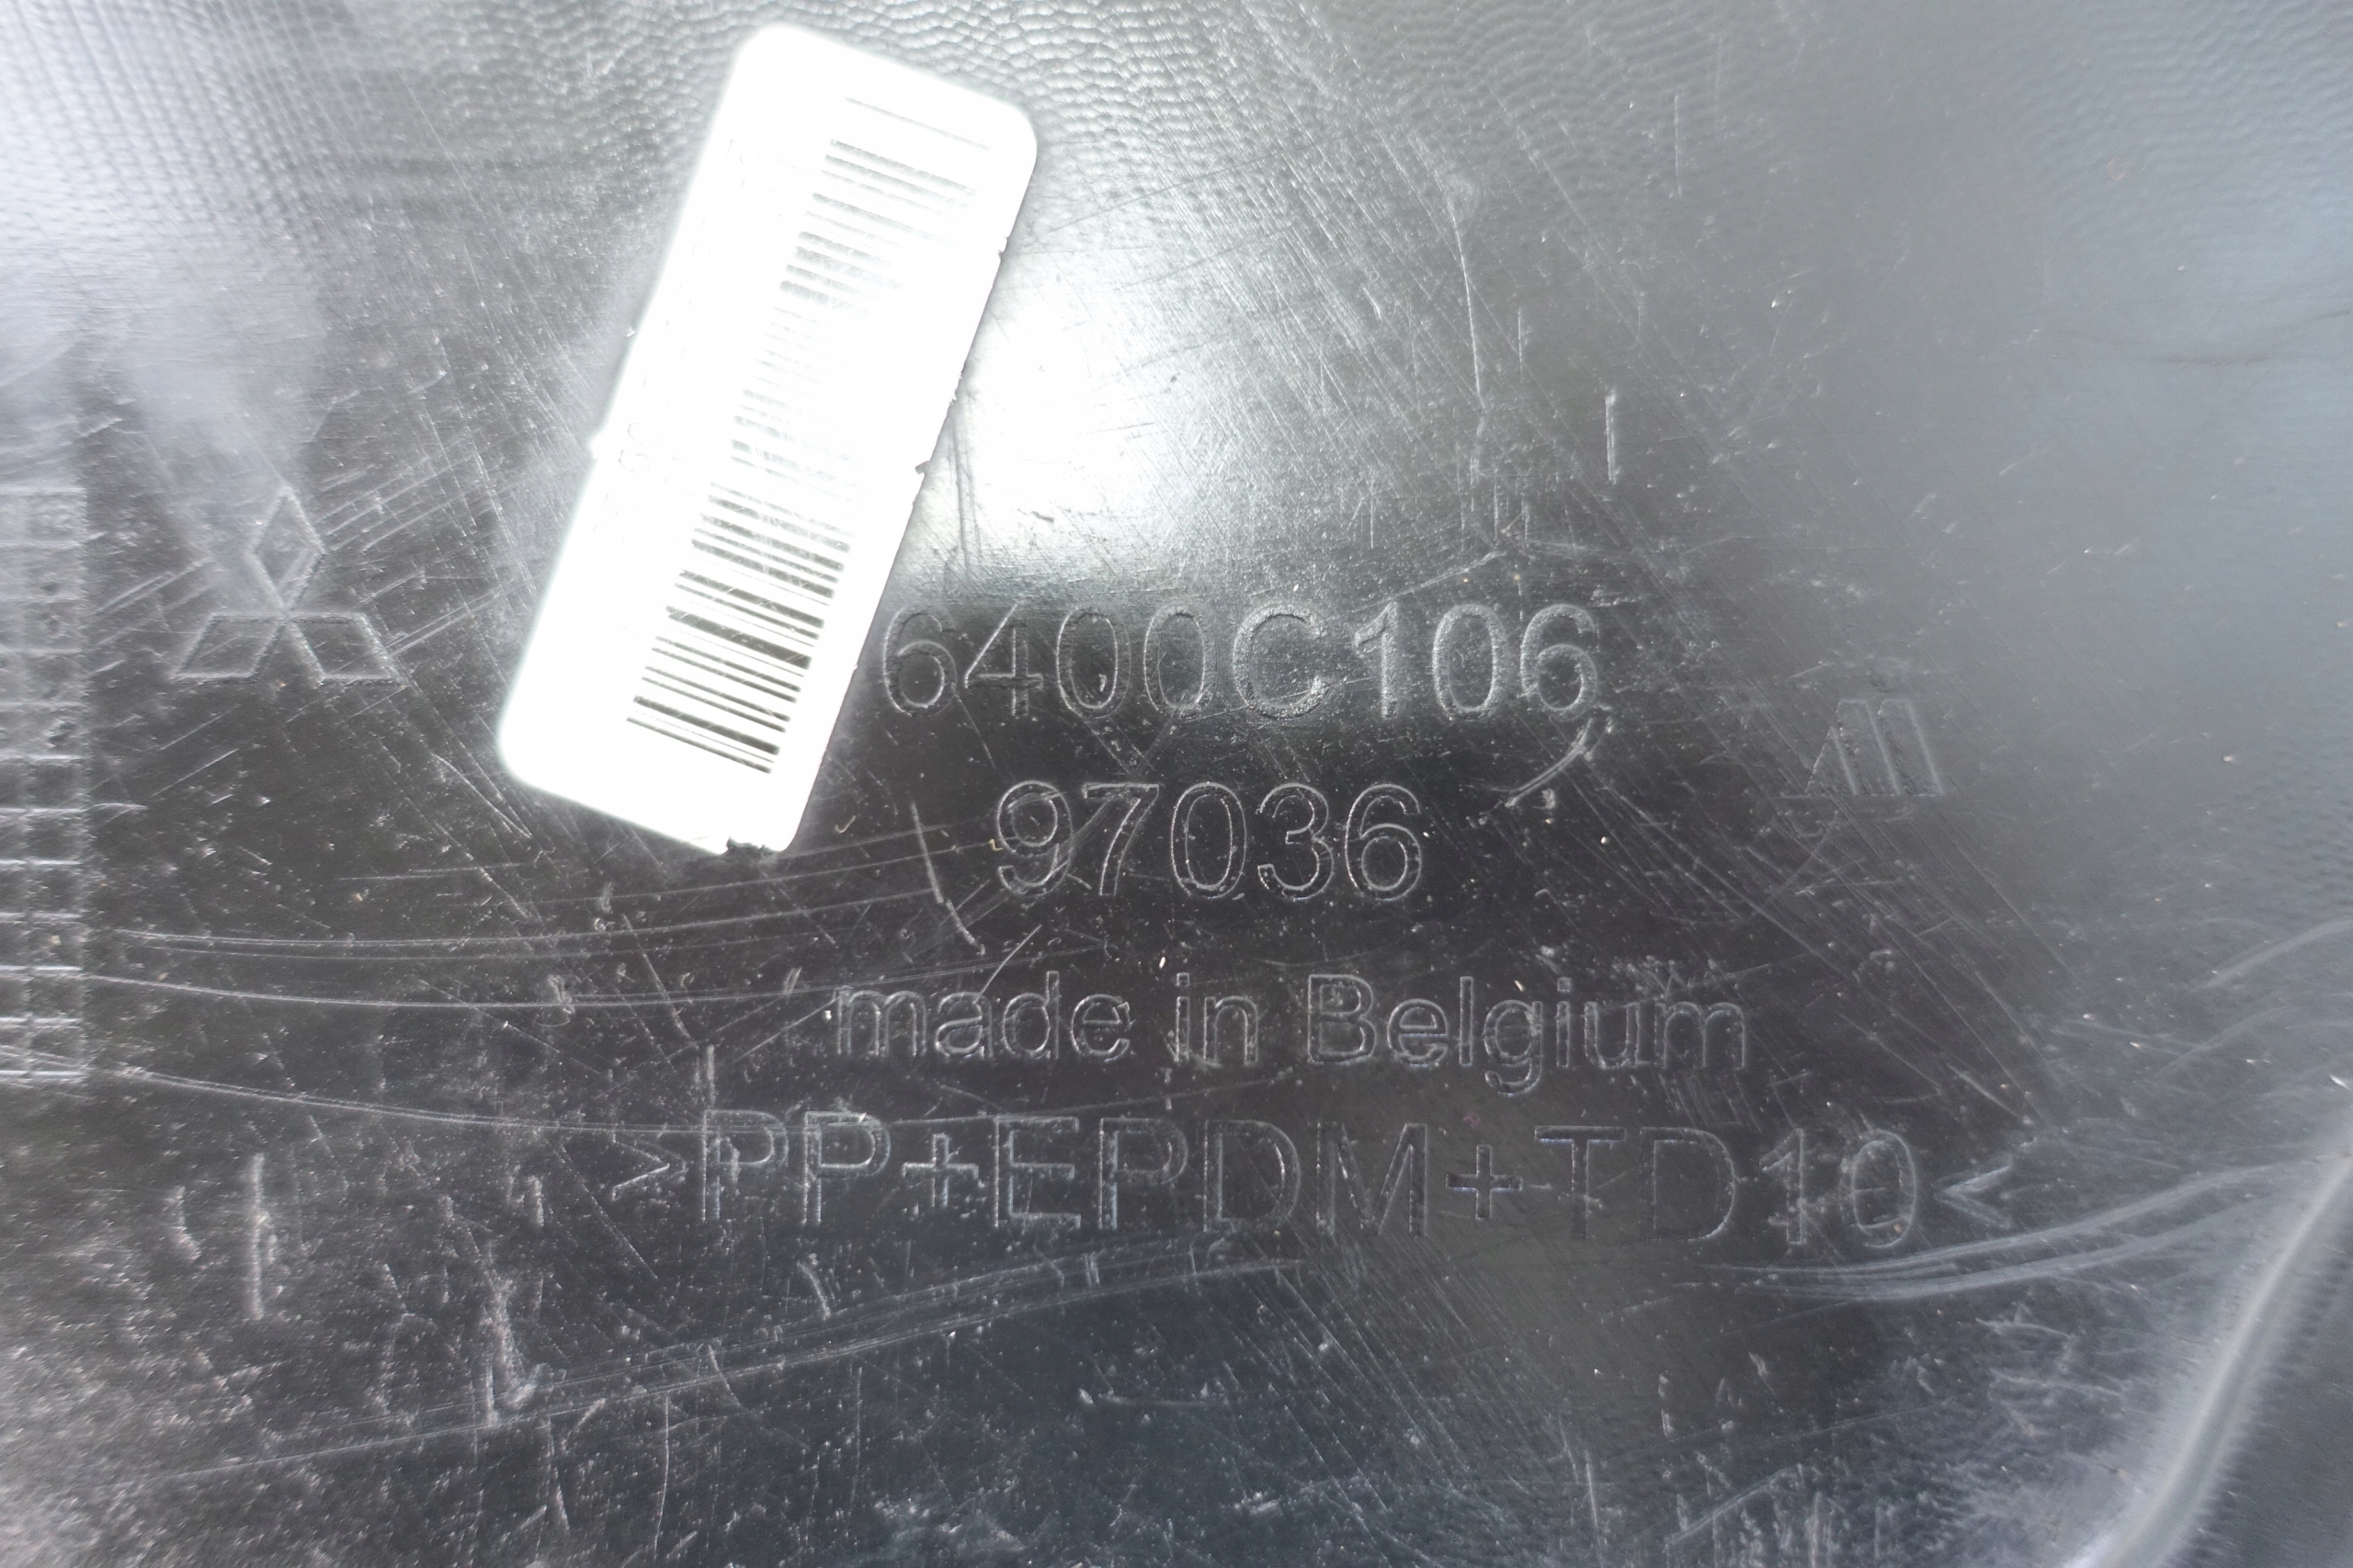 6400C106
97036
made in Belgium
>PP+EPDM+TD10<